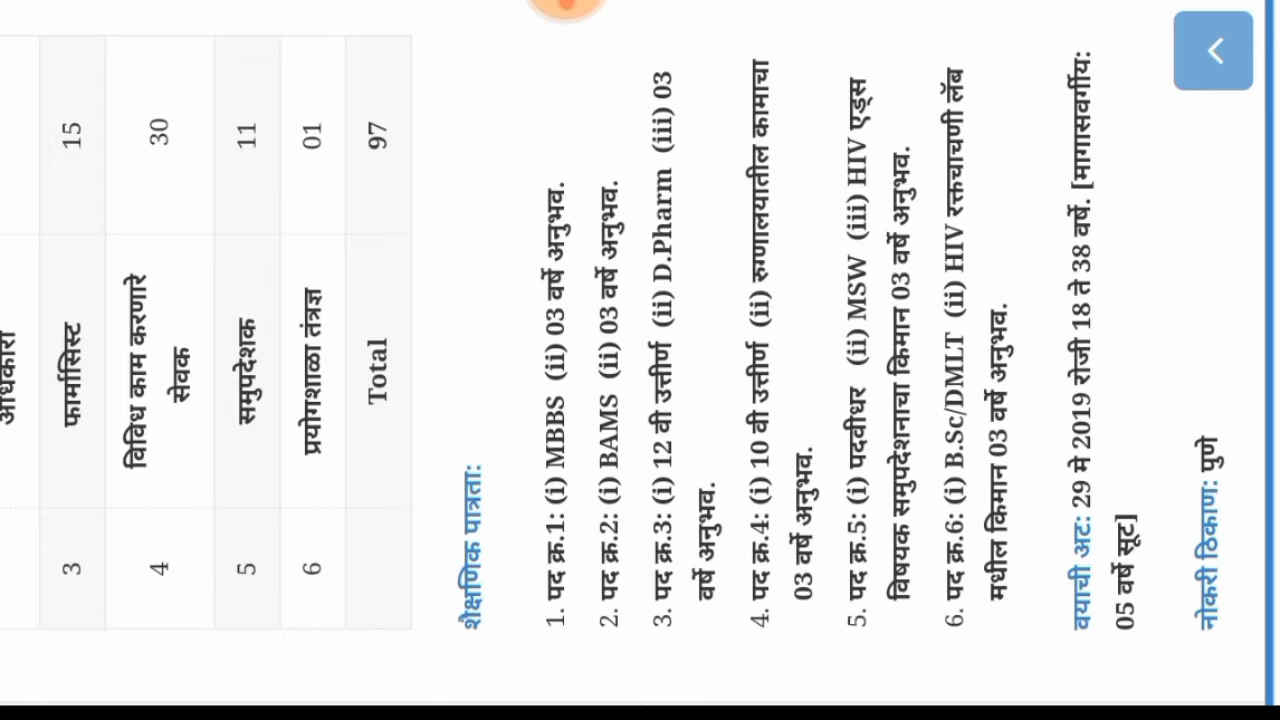 3 फार्मासिस्ट 15
4 विविध काम करणारे 30
सेवक
5 समुपदेशक 11
6 प्रयोगशाळा तंत्रज्ञ 01
Total 97
शैक्षणिक पात्रता:
1. पद क्र.1: (i) MBBS (ii) 03 वर्षे अनुभव.
2. पद क्र.2: (i) BAMS (ii) 03 वर्षे अनुभव.
3. पद क्र.3: (i) 12 वी उत्तीर्ण (ii) D.Pharm (iii) 03
वर्षे अनुभव.
4. पद क्र.4: (i) 10 वी उत्तीर्ण (ii) रुग्णालयातील कामाचा
03 वर्षे अनुभव.
5. पद क्र.5: (i) पदवीधर (ii) MSW (iii) HIV एड्स
विषयक समुपदेशनाचा किमान 03 वर्षे अनुभव.
6. पद क्र.6: (i) B.Sc/DMLT (ii) HIV रक्तचाचणी लॅब
मधील किमान 03 वर्षे अनुभव.
वयाची अट: 29 मे 2019 रोजी 18 ते 38 वर्षे. [मागासवर्गीय:
05 वर्षे सूट]
नोकरी ठिकाण: पुणे